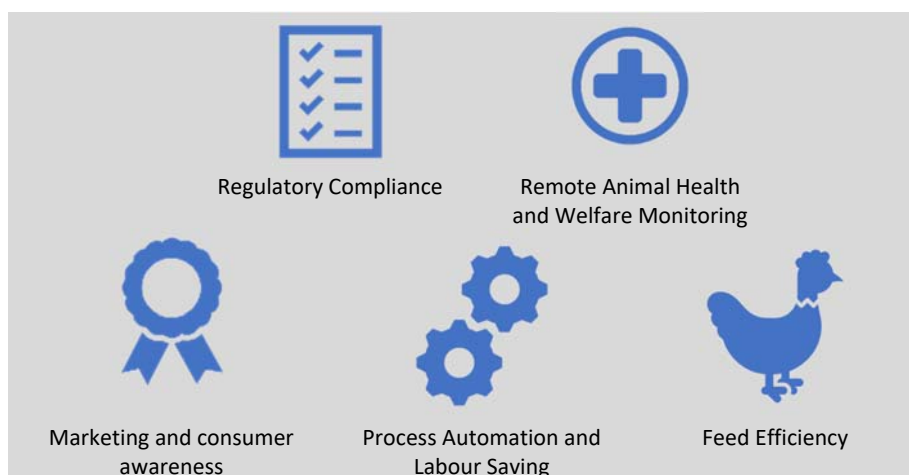 Regulatory Compliance
Remote Animal Health
and Welfare Monitoring
Marketing and consumer
awareness
Process Automation and
Labour Saving
Feed Efficiency